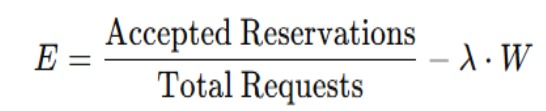 E = Accepted Reservations / Total Requests − λ · W